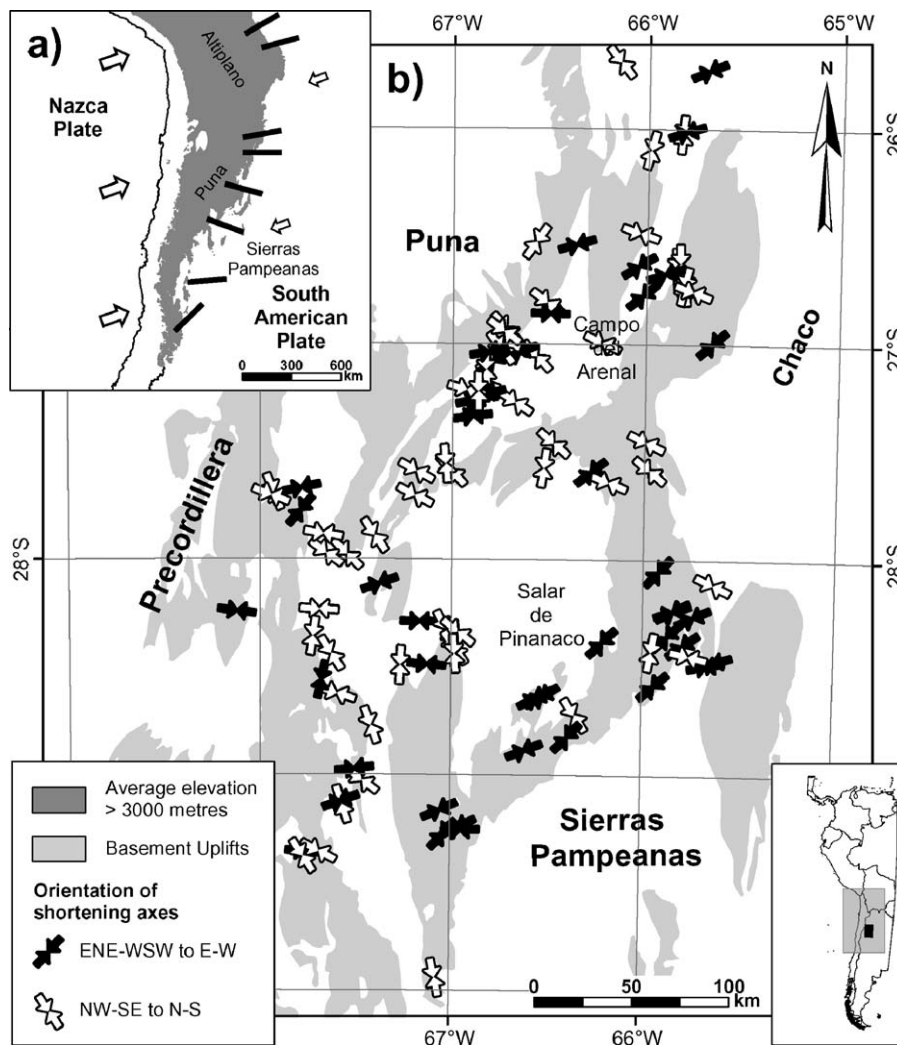 a)
Altiplano
Nazca
Plate
Puna
Sierras
Pampeanas
South
American
Plate
0 300 600
km
67°W 66°W 65°W
b)
N
26°S
Puna
Campo
del
Arenal
27°S
Chaco
Precordillera
28°S
28°S
Salar
de
Pinanaco
Sierras
Pampeanas
Average elevation
> 3000 metres
Basement Uplifts
Orientation of
shortening axes
ENE-WSW to E-W
NW-SE to N-S
0 50 100
km
67°W 66°W